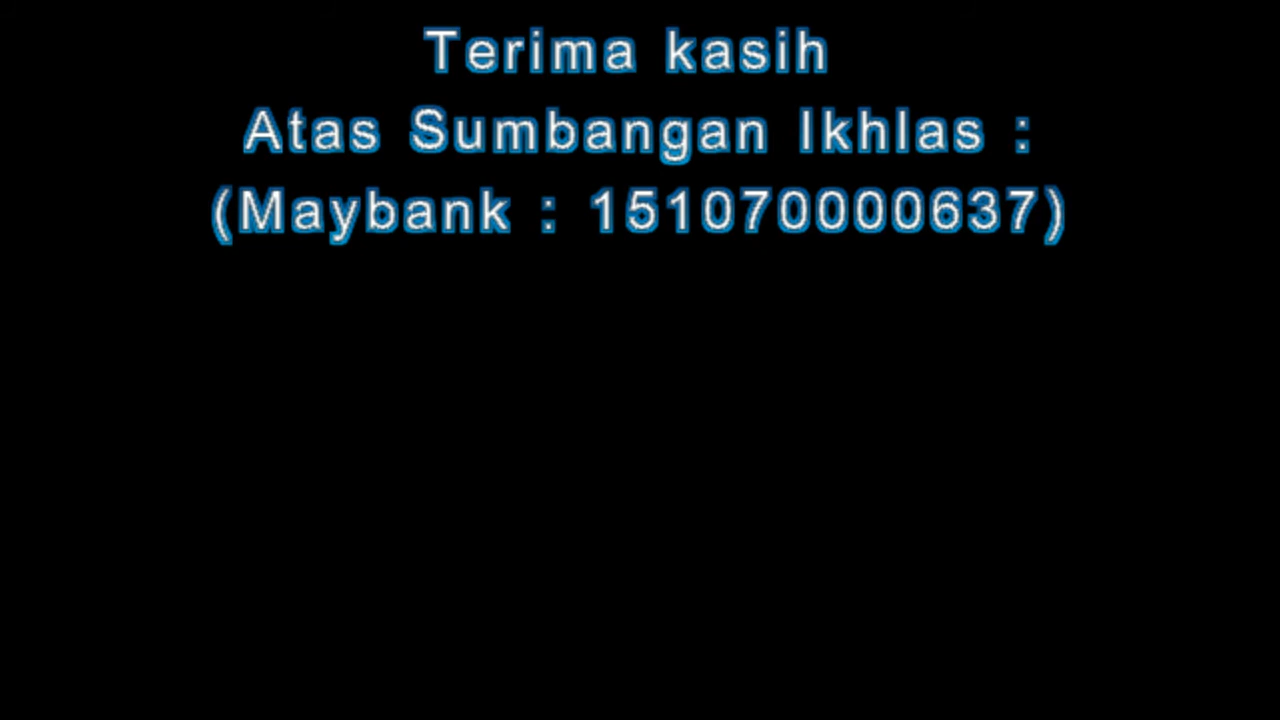 Terima kasih
Atas Sumbangan Ikhlas :
(Maybank : 151070000637)